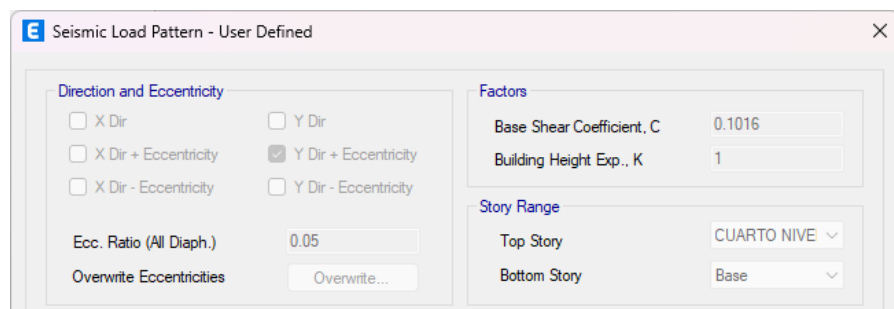 E Seismic Load Pattern - User Defined
Direction and Eccentricity
X Dir Y Dir
X Dir + Eccentricity Y Dir + Eccentricity
X Dir - Eccentricity Y Dir - Eccentricity
Ecc. Ratio (All Diaph.) 0.05
Overwrite Eccentricities Overwrite...
Factors
Base Shear Coefficient, C 0.1016
Building Height Exp., K 1
Story Range
Top Story CUARTO NIVE
Bottom Story Base